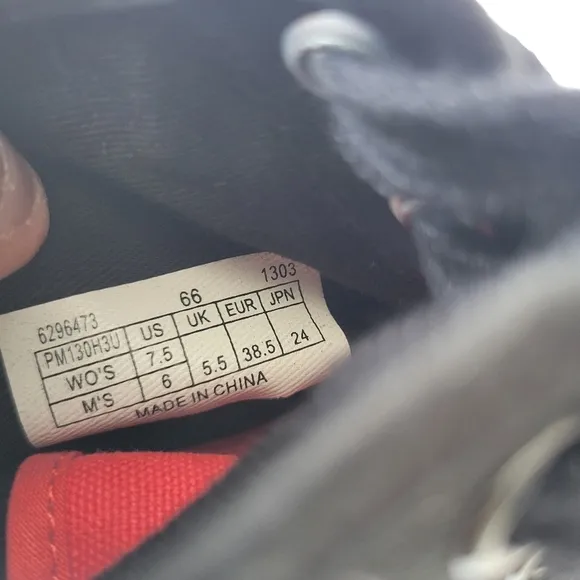 6296473 66 1303
PM130H3U US UK EUR JPN
WO'S 7.5 5.5 38.5 24
M'S 6
MADE IN CHINA